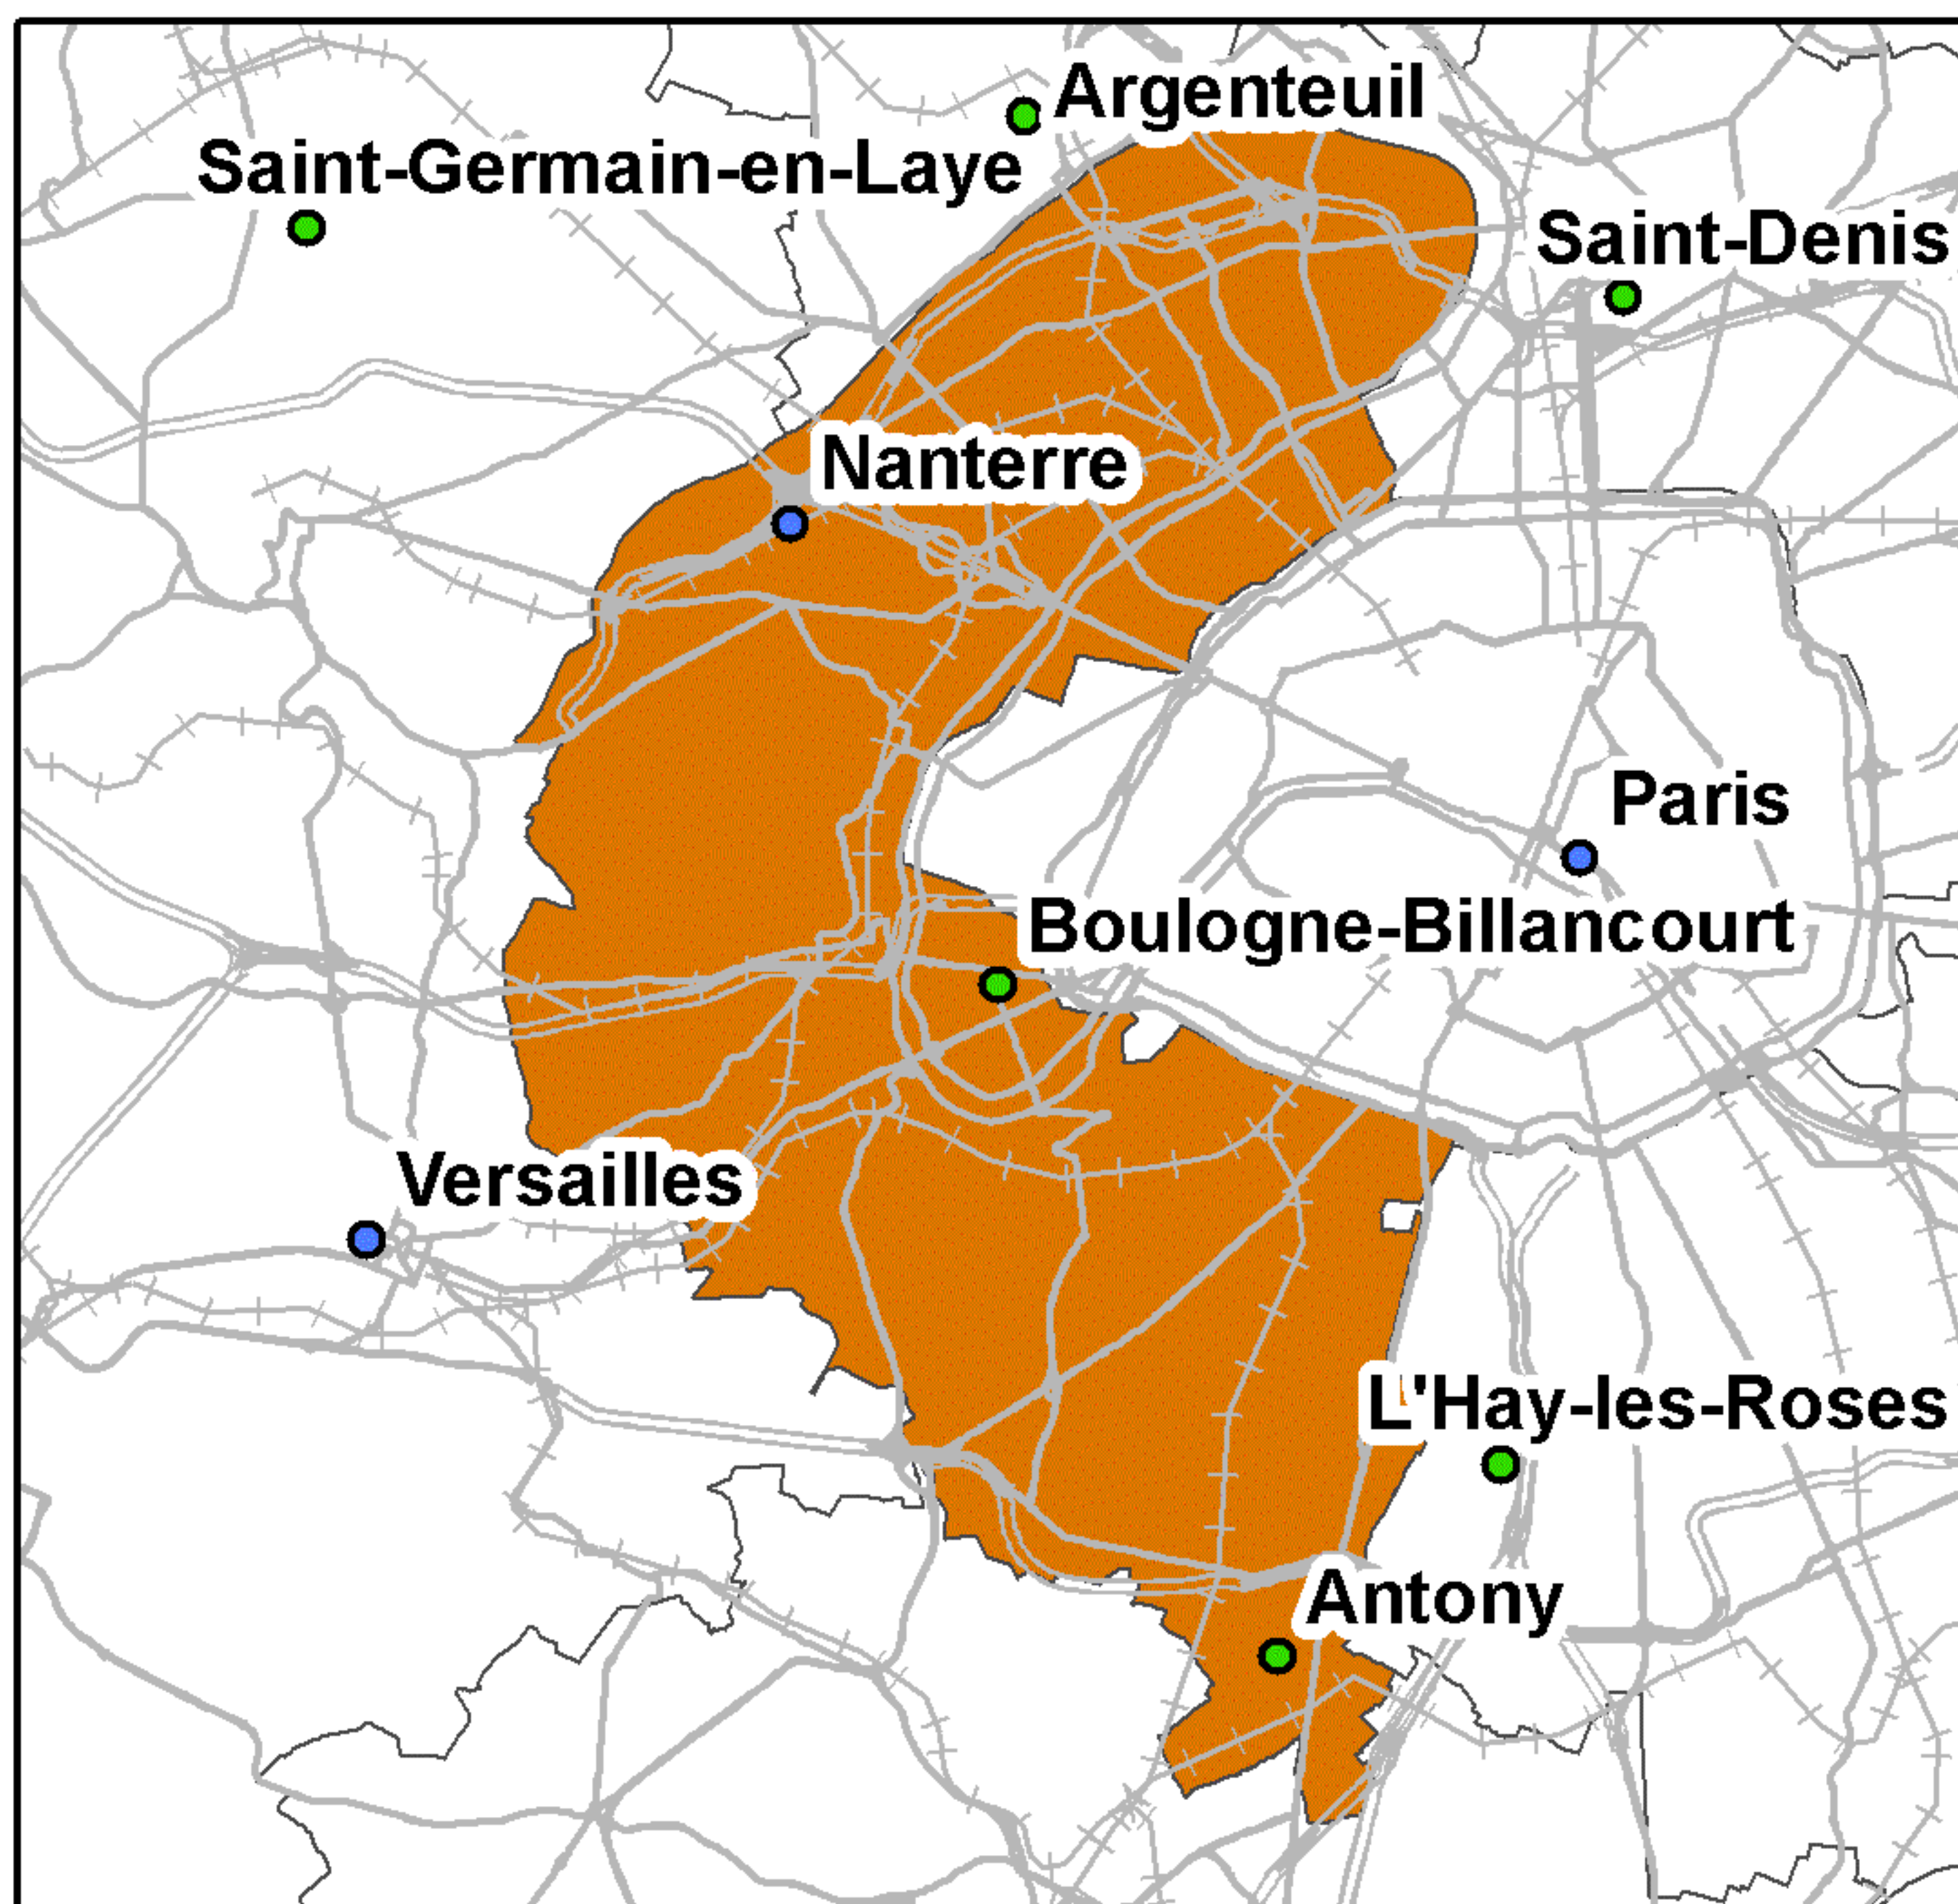 Argenteuil
Saint-Germain-en-Laye
Saint-Denis
Nanterre
Paris
Boulogne-Billancourt
Versailles
L'Hay-les-Roses
Antony